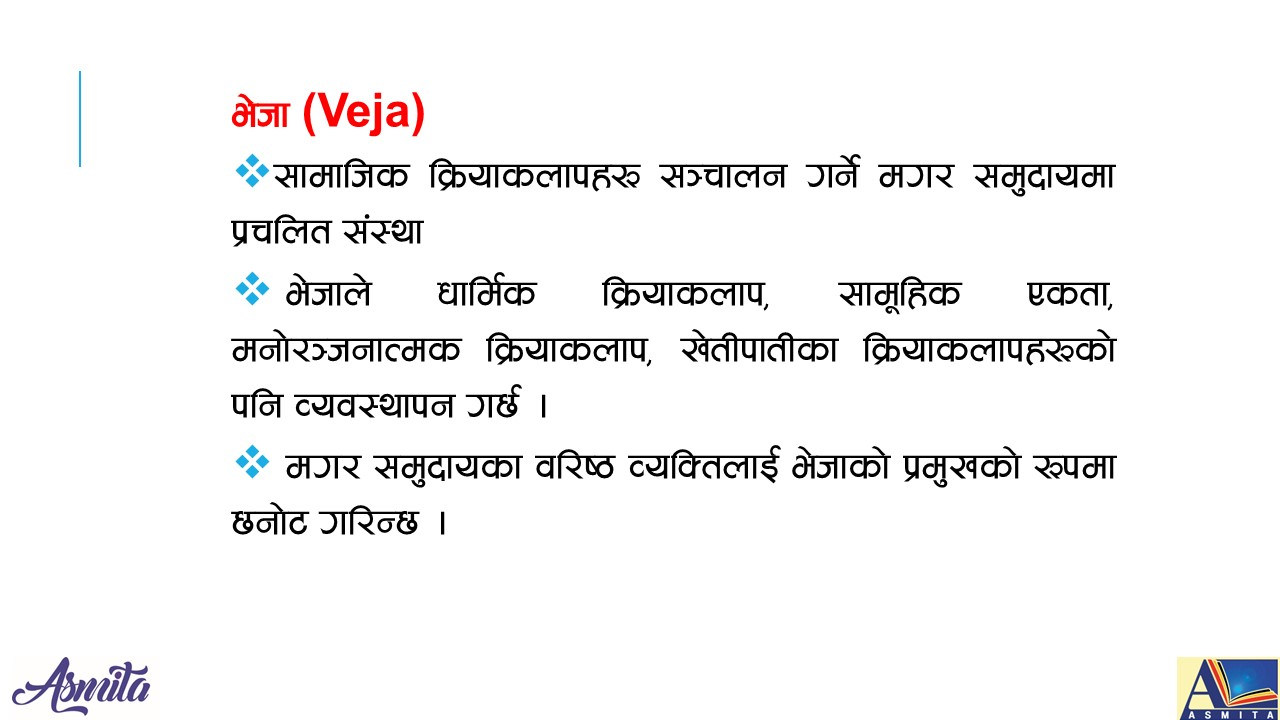 भेजा (Veja)
❖सामाजिक क्रियाकलापहरु सञ्चालन गर्ने मगर समुदायमा
प्रचलित संस्था
❖ भेजाले धार्मिक क्रियाकलाप, सामूहिक एकता,
मनोरञ्जनात्मक क्रियाकलाप, खेतीपातीका क्रियाकलापहरुको
पनि व्यवस्थापन गर्छ ।
❖ मगर समुदायका वरिष्ठ व्यक्तिलाई भेजाको प्रमुखको रुपमा
छनोट गरिन्छ ।
Asmita
ASMITA